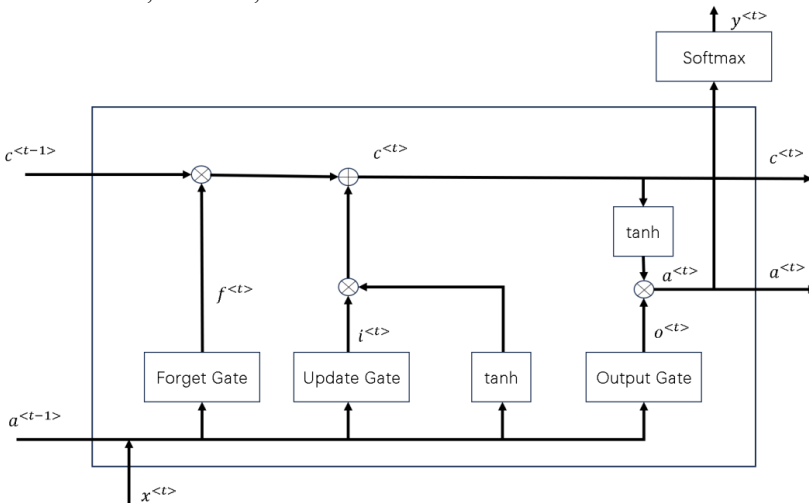 y<t>
Softmax
c<t-1>
c<t>
c<t>
tanh
f<t>
a<t>
a<t>
i<t>
o<t>
Forget Gate
Update Gate
tanh
Output Gate
a<t-1>
x<t>